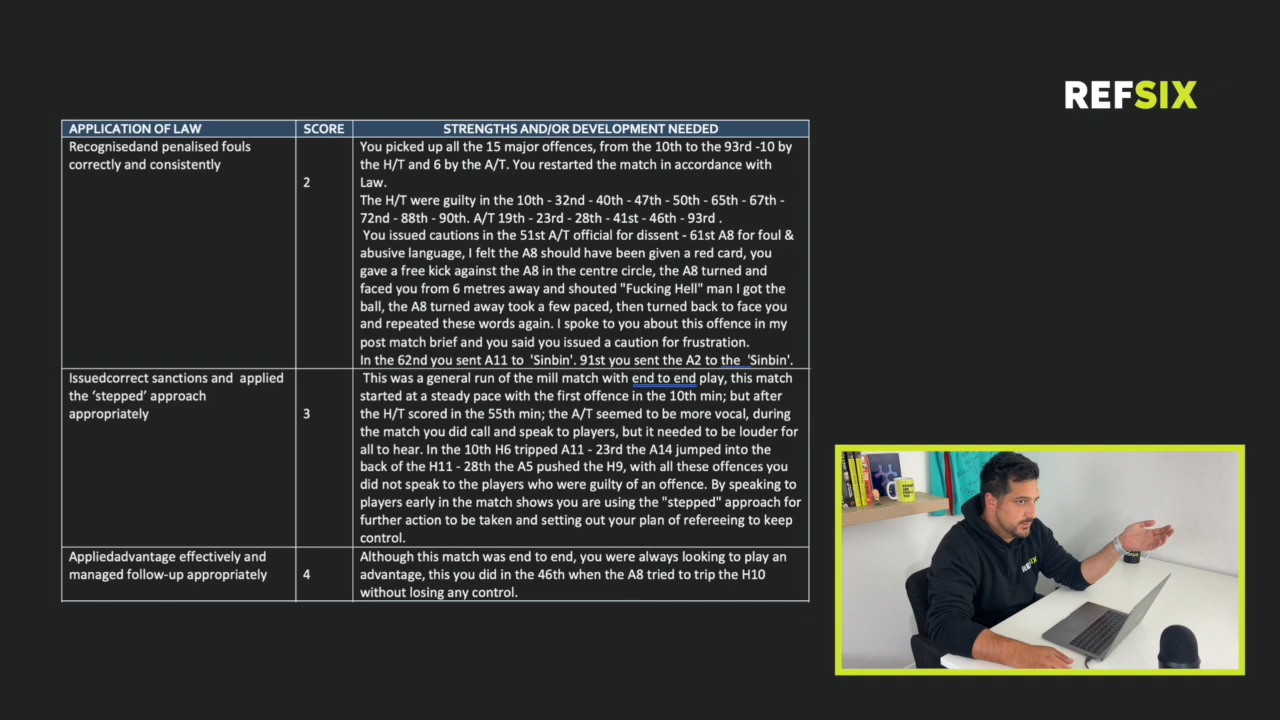 REFSIX
APPLICATION OF LAW SCORE STRENGTHS AND/OR DEVELOPMENT NEEDED
Recognisedand penalised fouls
correctly and consistently
2
You picked up all the 15 major offences, from the 10th to the 93rd -10 by
the H/T and 6 by the A/T. You restarted the match in accordance with
Law.
The H/T were guilty in the 10th - 32nd - 40th - 47th - 50th - 65th - 67th -
72nd - 88th - 90th. A/T 19th - 23rd - 28th - 41st - 46th - 93rd .
You issued cautions in the 51st A/T official for dissent - 61st A8 for foul &
abusive language, I felt the A8 should have been given a red card, you
gave a free kick against the A8 in the centre circle, the A8 turned and
faced you from 6 metres away and shouted "Fucking Hell" man I got the
ball, the A8 turned away took a few paced, then turned back to face you
and repeated these words again. I spoke to you about this offence in my
post match brief and you said you issued a caution for frustration.
In the 62nd you sent A11 to 'Sinbin'. 91st you sent the A2 to the 'Sinbin'.
Issuedcorrect sanctions and applied
the ‘stepped’ approach
appropriately
3
This was a general run of the mill match with end to end play, this match
started at a steady pace with the first offence in the 10th min; but after
the H/T scored in the 55th min; the A/T seemed to be more vocal, during
the match you did call and speak to players, but it needed to be louder for
all to hear. In the 10th H6 tripped A11 - 23rd the A14 jumped into the
back of the H11 - 28th the A5 pushed the H9, with all these offences you
did not speak to the players who were guilty of an offence. By speaking to
players early in the match shows you are using the "stepped" approach for
further action to be taken and setting out your plan of refereeing to keep
control.
Appliedadvantage effectively and
managed follow-up appropriately
4
Although this match was end to end, you were always looking to play an
advantage, this you did in the 46th when the A8 tried to trip the H10
without losing any control.
REFSIX